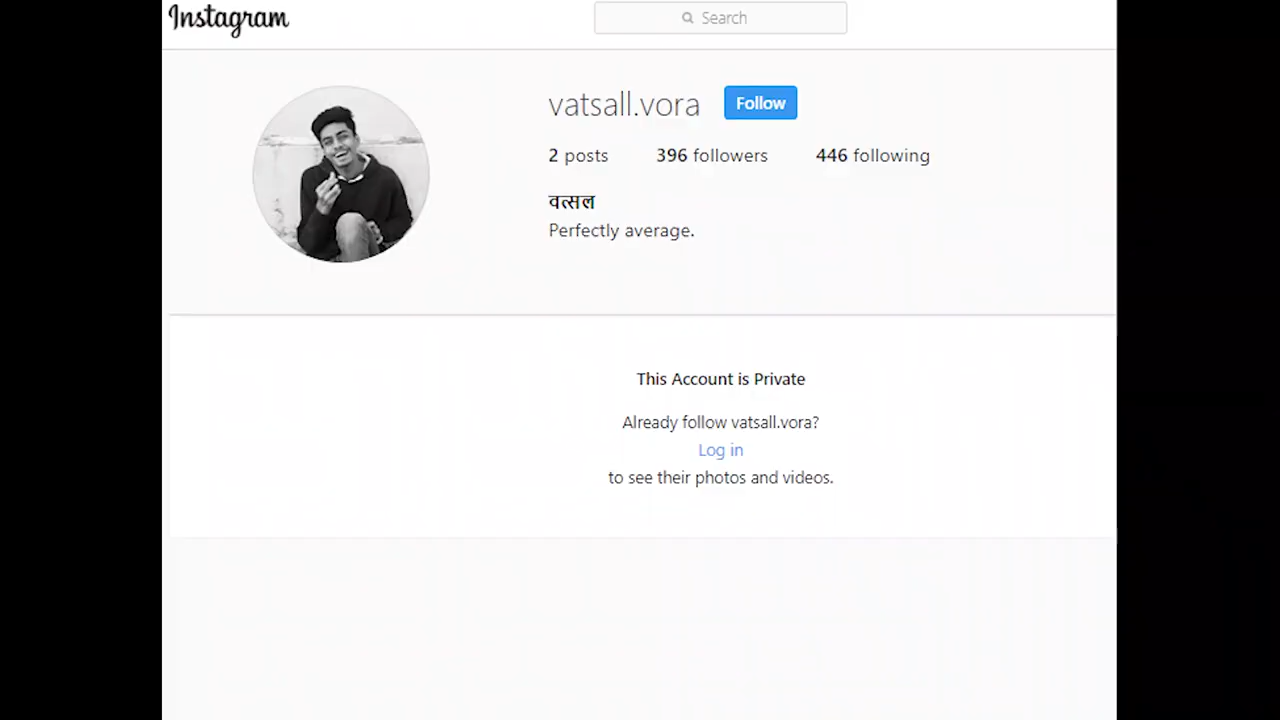 Instagram
Search
vatsall.vora Follow
2 posts 396 followers 446 following
वत्सल
Perfectly average.
This Account is Private
Already follow vatsall.vora?
Log in
to see their photos and videos.